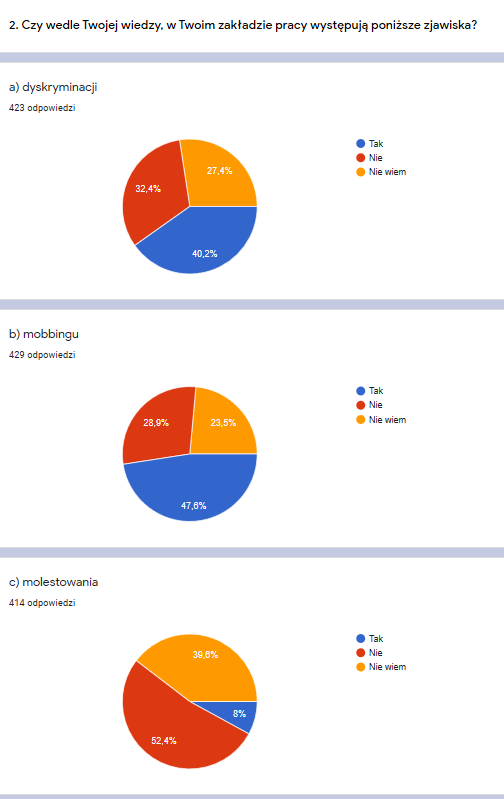 2. Czy wedle Twojej wiedzy, w Twoim zakładzie pracy występują poniższe zjawiska?
a) dyskryminacji
423 odpowiedzi
Tak
Nie
Nie wiem
27,4%
32,4%
40,2%
b) mobbingu
429 odpowiedzi
Tak
Nie
Nie wiem
28,9%
23,5%
47,6%
c) molestowania
414 odpowiedzi
Tak
Nie
Nie wiem
39,6%
8%
52,4%